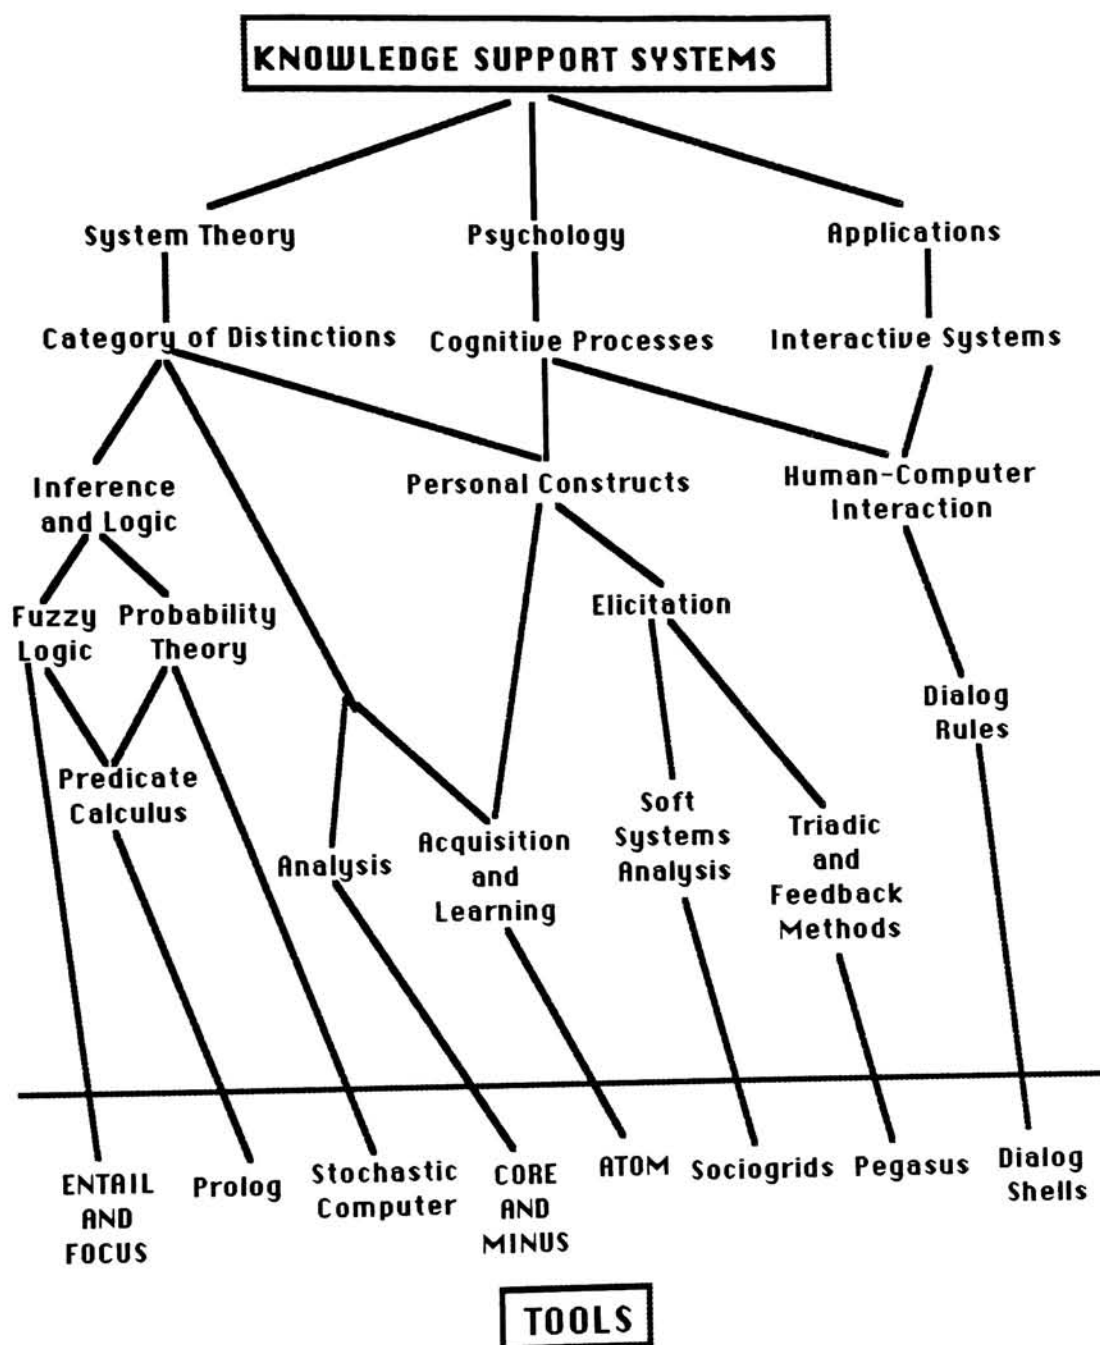 KNOWLEDGE SUPPORT SYSTEMS
System Theory
Psychology
Applications
Category of Distinctions
Cognitive Processes
Interactive Systems
Inference
and Logic
Personal Constructs
Human-Computer
Interaction
Fuzzy
Logic
Probability
Theory
Elicitation
Dialog
Rules
Predicate
Calculus
Analysis
Acquisition
and
Learning
Soft
Systems
Analysis
Triadic
and
Feedback
Methods
ENTAIL
AND
FOCUS
Prolog
Stochastic
Computer
CORE
AND
MINUS
ATOM
Sociogrids
Pegasus
Dialog
Shells
TOOLS